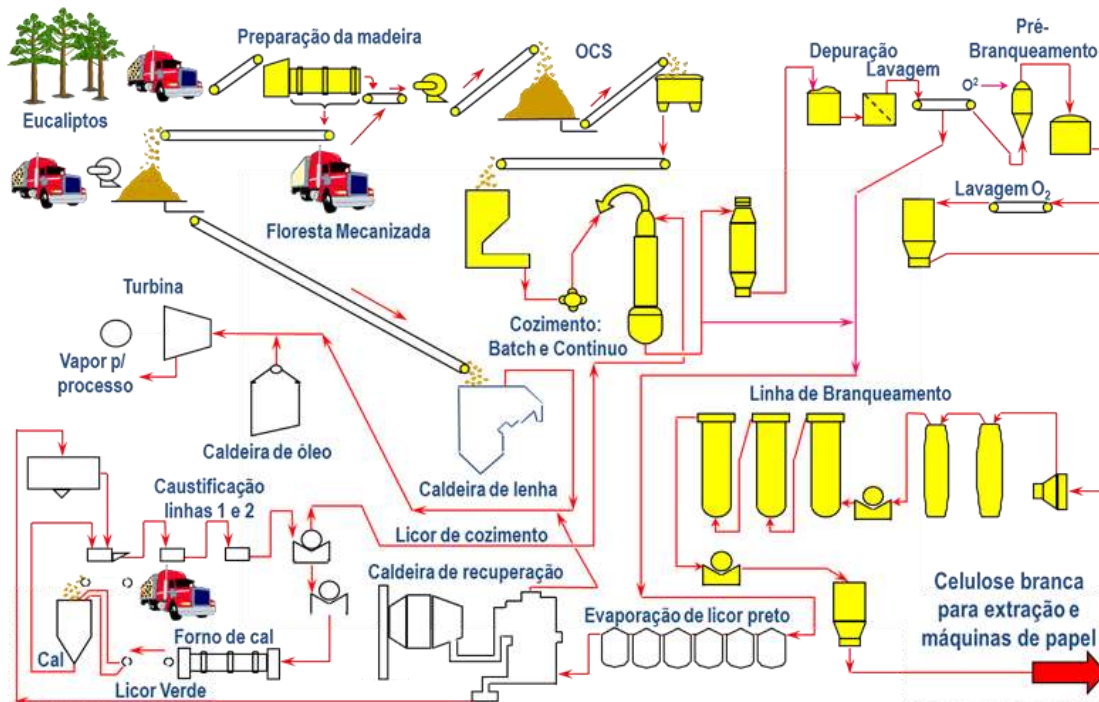 Preparação da madeira
OCS
Depuração
Lavagem
Pré-
Branqueamento
O²
Eucaliptos
Floresta Mecanizada
Lavagem O₂
Turbina
Vapor p/
processo
Cozimento:
Batch e Continuo
Linha de Branqueamento
Caldeira de óleo
Caldeira de lenha
Caustificação
linhas 1 e 2
Licor de cozimento
Caldeira de recuperação
Evaporação de licor preto
Celulose branca
para extração e
máquinas de papel
Forno de cal
Cal
Licor Verde